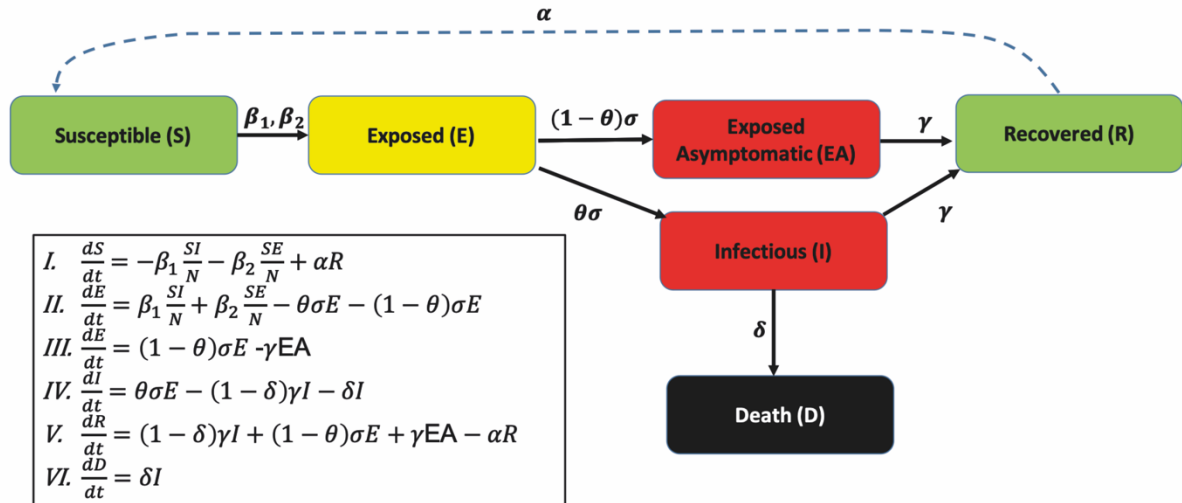 α
Susceptible (S)
β₁, β₂
Exposed (E)
(1 − θ)σ
Exposed
Asymptomatic (EA)
γ
Recovered (R)
θσ
Infectious (I)
γ
δ
Death (D)
I. dS/dt = −β₁ SI/N − β₂ SE/N + αR
II. dE/dt = β₁ SI/N + β₂ SE/N − θσE − (1 − θ)σE
III. dE/dt = (1 − θ)σE -γEA
IV. dI/dt = θσE − (1 − δ)γI − δI
V. dR/dt = (1 − δ)γI + (1 − θ)σE + γEA − αR
VI. dD/dt = δI